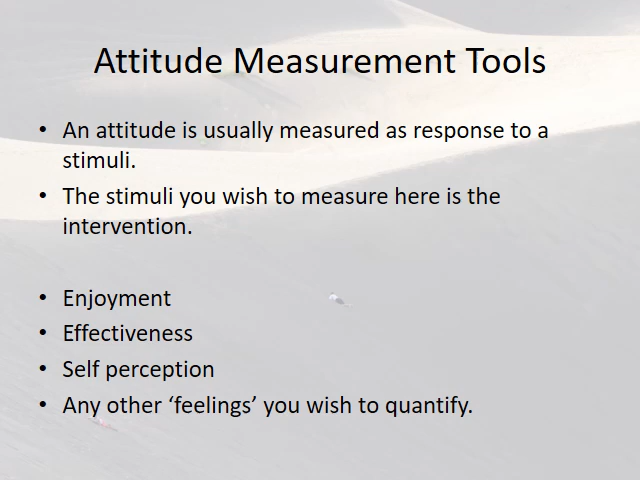 Attitude Measurement Tools
• An attitude is usually measured as response to a
stimuli.
• The stimuli you wish to measure here is the
intervention.
• Enjoyment
• Effectiveness
• Self perception
• Any other ‘feelings’ you wish to quantify.